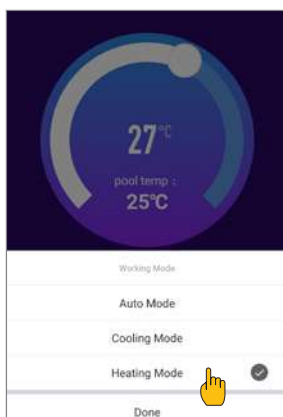 27°C
pool temp :
25°C
Working Mode
Auto Mode
Cooling Mode
Heating Mode
Done